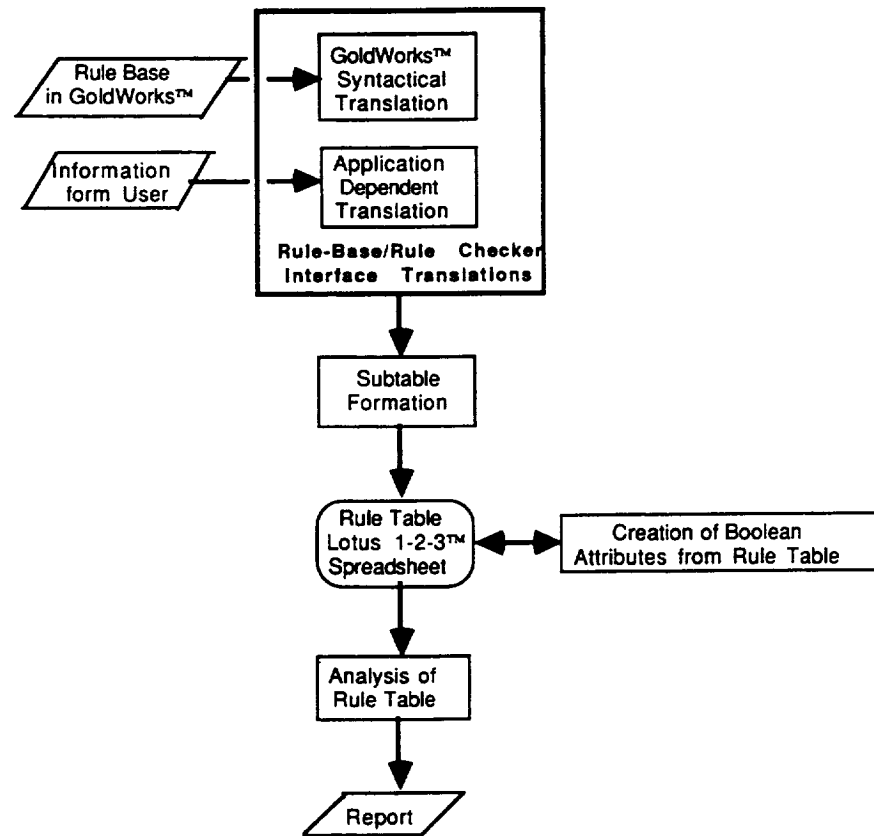 Rule Base
in GoldWorks™
GoldWorks™
Syntactical
Translation
Information
form User
Application
Dependent
Translation
Rule-Base/Rule Checker
Interface Translations
Subtable
Formation
Rule Table
Lotus 1-2-3™
Spreadsheet
Creation of Boolean
Attributes from Rule Table
Analysis of
Rule Table
Report